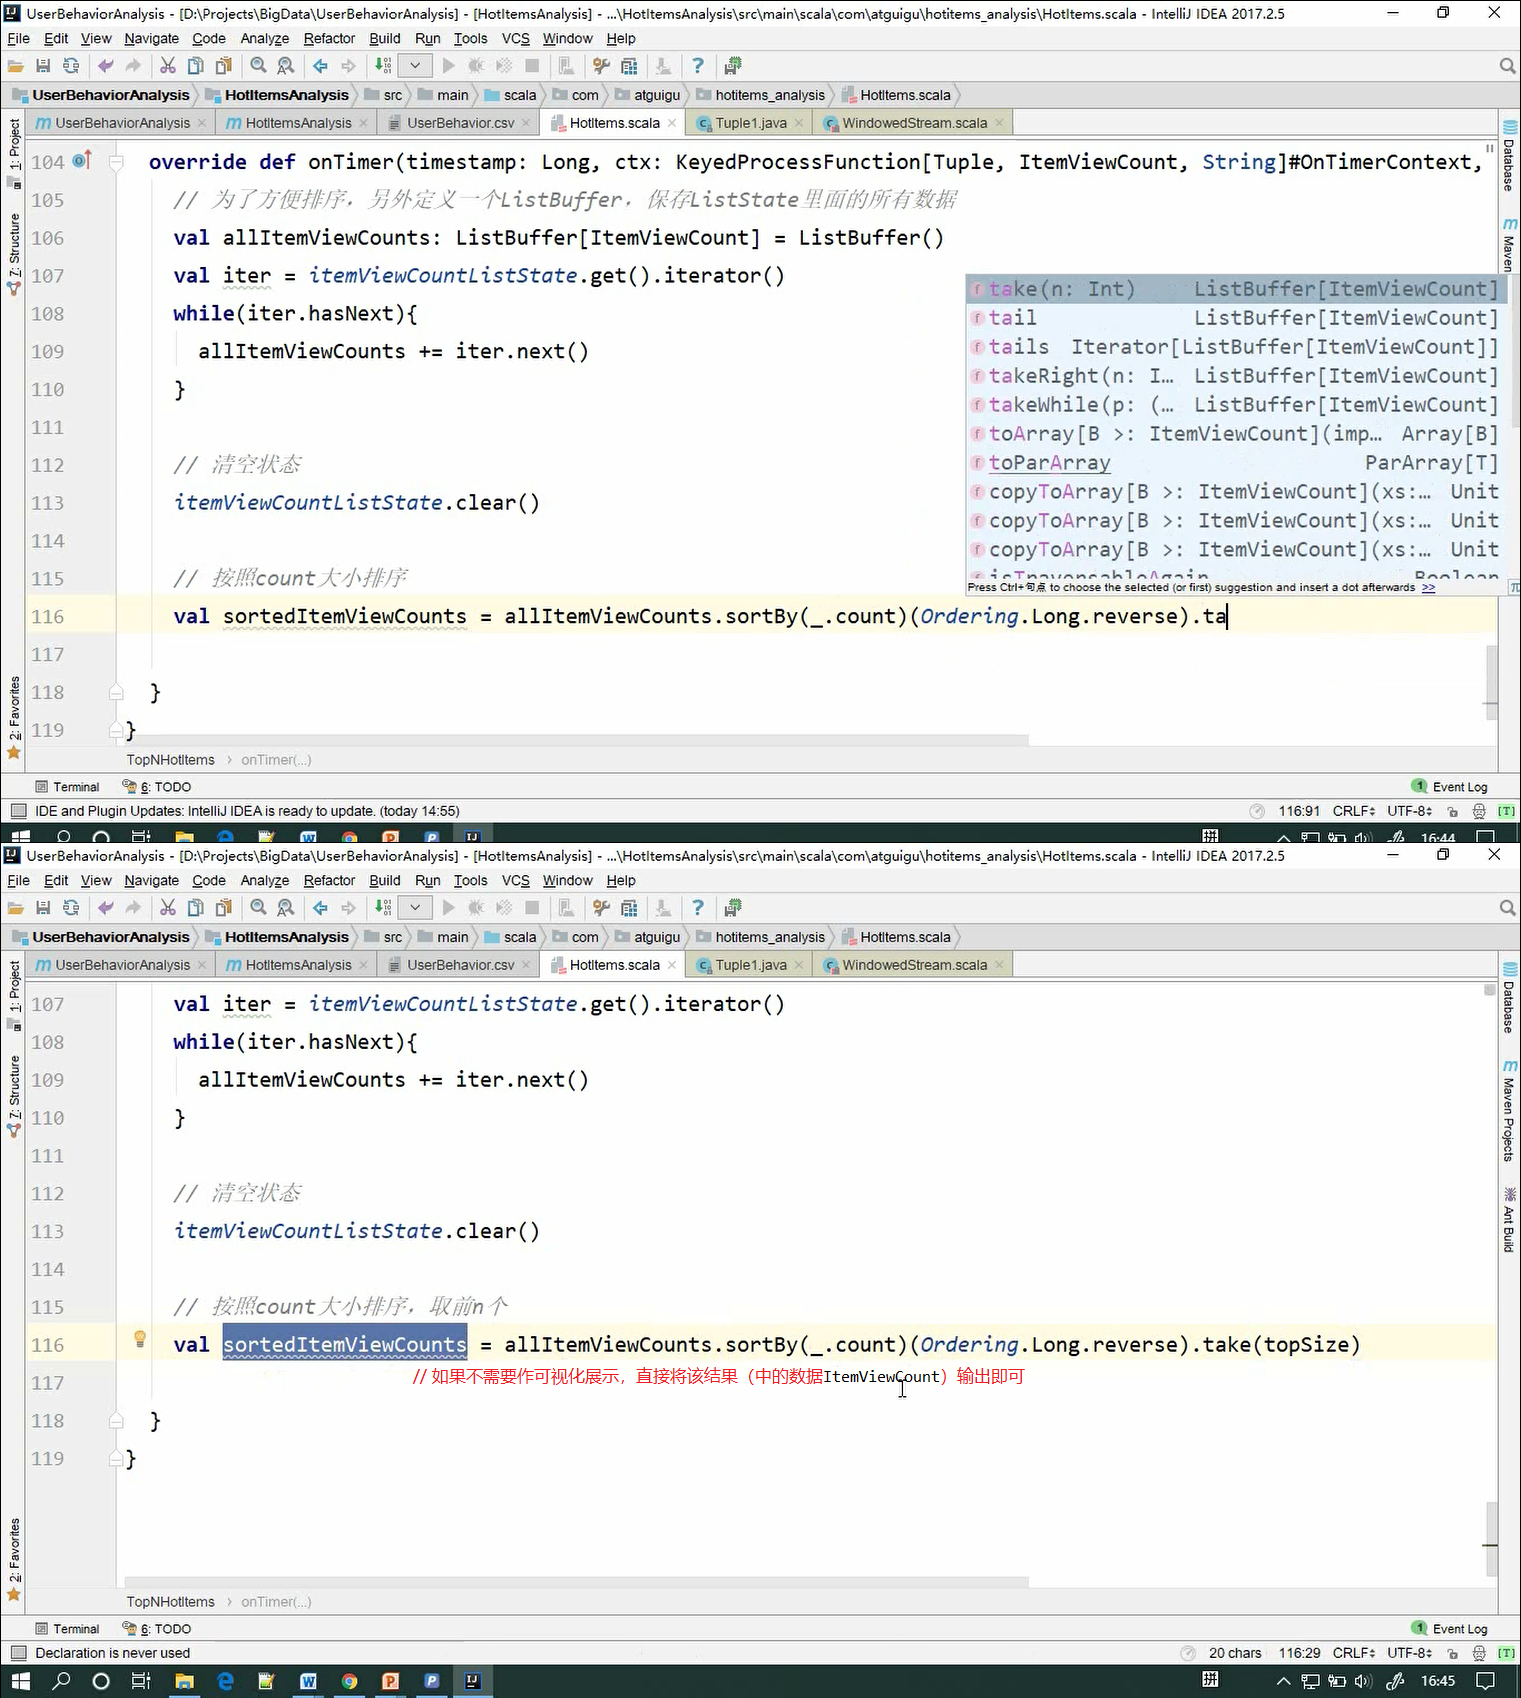 UserBehaviorAnalysis - [D:\Projects\BigData\UserBehaviorAnalysis] - [HotItemsAnalysis] - ...\HotItemsAnalysis\src\main\scala\com\atguigu\hotitems_analysis\HotItems.scala - IntelliJ IDEA 2017.2.5
File Edit View Navigate Code Analyze Refactor Build Run Tools VCS Window Help
UserBehaviorAnalysis HotItemsAnalysis src main scala com atguigu hotitems_analysis HotItems.scala
UserBehaviorAnalysis HotItemsAnalysis UserBehavior.csv HotItems.scala Tuple1.java WindowedStream.scala
1: Project
7: Structure
2: Favorites
Database
Maven
104 override def onTimer(timestamp: Long, ctx: KeyedProcessFunction[Tuple, ItemViewCount, String]#OnTimerContext,
105 // 为了方便排序，另外定义一个ListBuffer，保存ListState里面的所有数据
106 val allItemViewCounts: ListBuffer[ItemViewCount] = ListBuffer()
107 val iter = itemViewCountListState.get().iterator()
108 while(iter.hasNext){
109 allItemViewCounts += iter.next()
110 }
111
112 // 清空状态
113 itemViewCountListState.clear()
114
115 // 按照count大小排序
116 val sortedItemViewCounts = allItemViewCounts.sortBy(_.count)(Ordering.Long.reverse).ta
117
118 }
119 }
take(n: Int) ListBuffer[ItemViewCount]
tail ListBuffer[ItemViewCount]
tails Iterator[ListBuffer[ItemViewCount]]
takeRight(n: I… ListBuffer[ItemViewCount]
takeWhile(p: (… ListBuffer[ItemViewCount]
toArray[B >: ItemViewCount](imp… Array[B]
toParArray ParArray[T]
copyToArray[B >: ItemViewCount](xs:… Unit
copyToArray[B >: ItemViewCount](xs:… Unit
copyToArray[B >: ItemViewCount](xs:… Unit
isTraversableAgain Boolean
Press Ctrl+句点 to choose the selected (or first) suggestion and insert a dot afterwards >>
TopNHotItems › onTimer(...)
Terminal 6: TODO 1 Event Log
IDE and Plugin Updates: IntelliJ IDEA is ready to update. (today 14:55) 116:91 CRLF UTF-8 [T]
拼 16:44
UserBehaviorAnalysis - [D:\Projects\BigData\UserBehaviorAnalysis] - [HotItemsAnalysis] - ...\HotItemsAnalysis\src\main\scala\com\atguigu\hotitems_analysis\HotItems.scala - IntelliJ IDEA 2017.2.5
File Edit View Navigate Code Analyze Refactor Build Run Tools VCS Window Help
UserBehaviorAnalysis HotItemsAnalysis src main scala com atguigu hotitems_analysis HotItems.scala
UserBehaviorAnalysis HotItemsAnalysis UserBehavior.csv HotItems.scala Tuple1.java WindowedStream.scala
1: Project
7: Structure
2: Favorites
Database
Maven Projects
Ant Build
107 val iter = itemViewCountListState.get().iterator()
108 while(iter.hasNext){
109 allItemViewCounts += iter.next()
110 }
111
112 // 清空状态
113 itemViewCountListState.clear()
114
115 // 按照count大小排序，取前n个
116 val sortedItemViewCounts = allItemViewCounts.sortBy(_.count)(Ordering.Long.reverse).take(topSize)
117 // 如果不需要作可视化展示，直接将该结果（中的数据ItemViewCount）输出即可
118 }
119 }
TopNHotItems › onTimer(...)
Terminal 6: TODO 1 Event Log
Declaration is never used 20 chars 116:29 CRLF UTF-8 [T]
拼 16:45